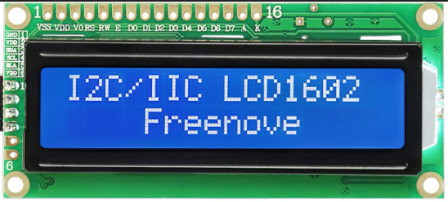 1 16
VSS VDD VO RS RW E D0 D1 D2 D3 D4 D5 D6 D7 A K
I2C/IIC LCD1602
Freenove
6